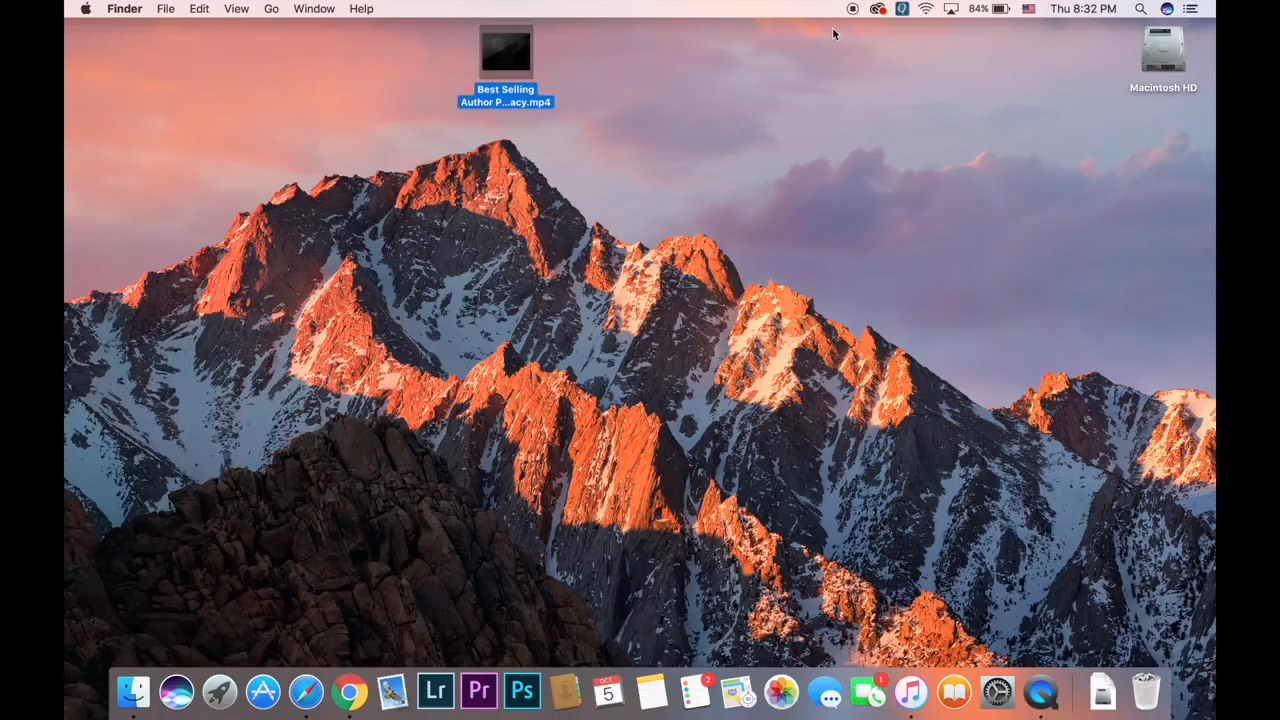 Finder File Edit View Go Window Help 84% Thu 8:32 PM
Best Selling
Author P...acy.mp4
Macintosh HD
Lr Pr Ps OCT 5 2 1